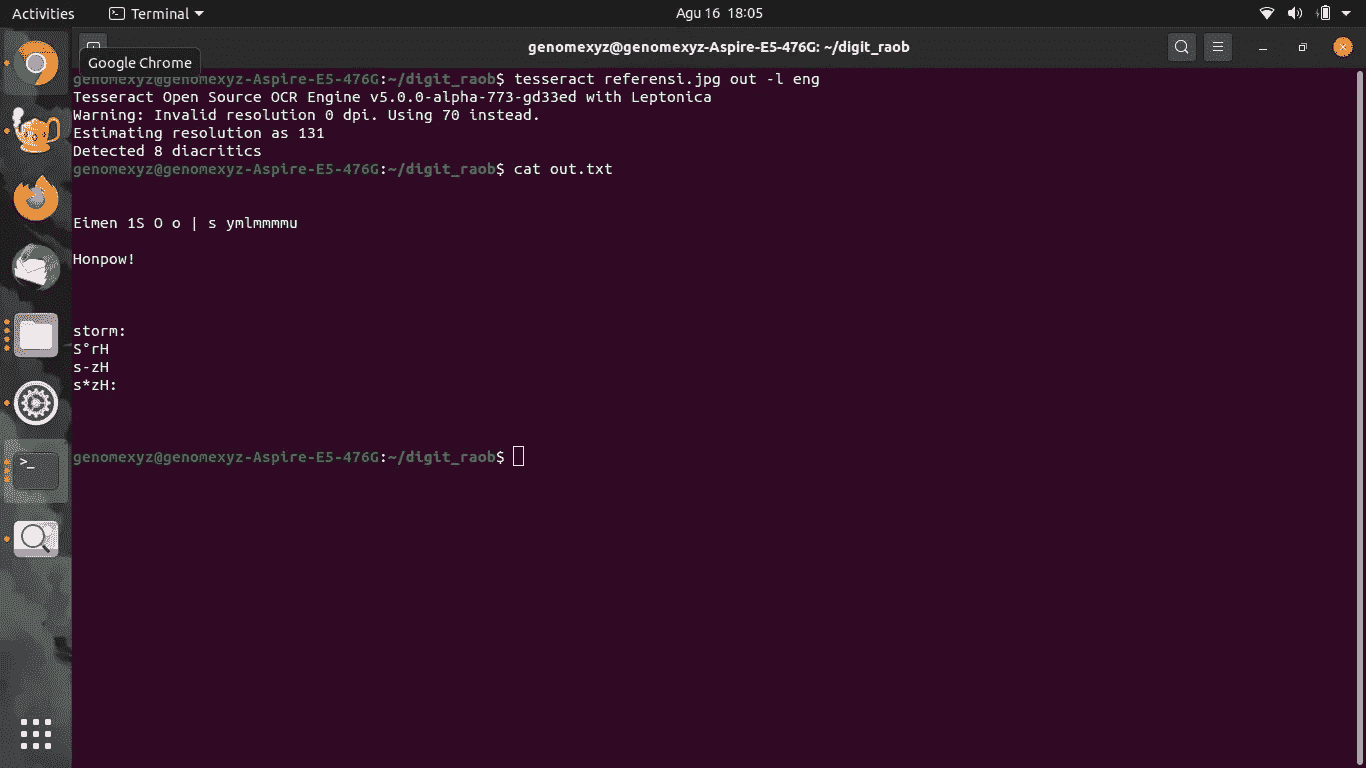 Activities
Terminal
Agu 16 18:05
genomexyz@genomexyz-Aspire-E5-476G: ~/digit_raob
Google Chrome
genomexyz@genomexyz-Aspire-E5-476G:~/digit_raob$ tesseract referensi.jpg out -l eng
Tesseract Open Source OCR Engine v5.0.0-alpha-773-gd33ed with Leptonica
Warning: Invalid resolution 0 dpi. Using 70 instead.
Estimating resolution as 131
Detected 8 diacritics
genomexyz@genomexyz-Aspire-E5-476G:~/digit_raob$ cat out.txt
Eimen 1S O o | s ymlmmmmu
Honpow!
storm:
S°rH
s-zH
s*zH:
genomexyz@genomexyz-Aspire-E5-476G:~/digit_raob$